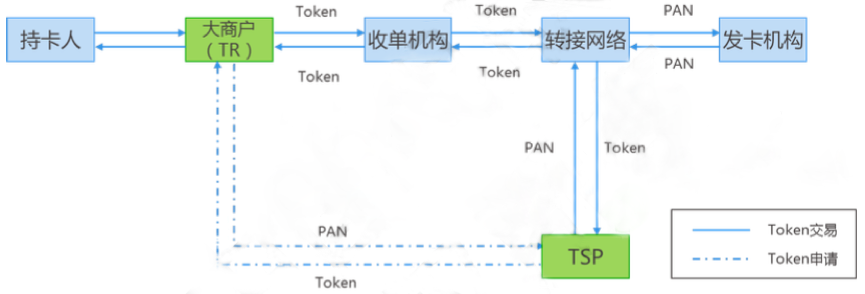 Token
Token
PAN
持卡人
大商户
（TR）
收单机构
转接网络
发卡机构
Token
Token
PAN
PAN
Token
PAN
TSP
Token
Token交易
Token申请